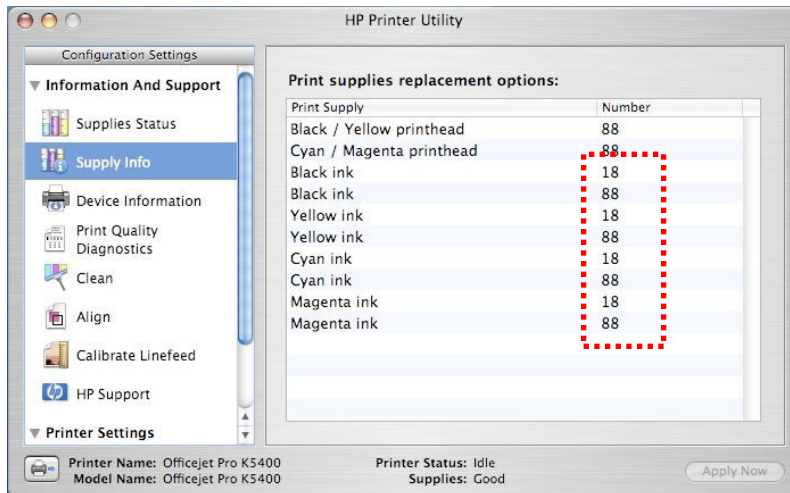 HP Printer Utility
Configuration Settings
Information And Support
Supplies Status
Supply Info
Device Information
Print Quality
Diagnostics
Clean
Align
Calibrate Linefeed
HP Support
Printer Settings
Print supplies replacement options:
Print Supply Number
Black / Yellow printhead 88
Cyan / Magenta printhead 88
Black ink 18
Black ink 88
Yellow ink 18
Yellow ink 88
Cyan ink 18
Cyan ink 88
Magenta ink 18
Magenta ink 88
Printer Name: Officejet Pro K5400 Printer Status: Idle
Model Name: Officejet Pro K5400 Supplies: Good
Apply Now